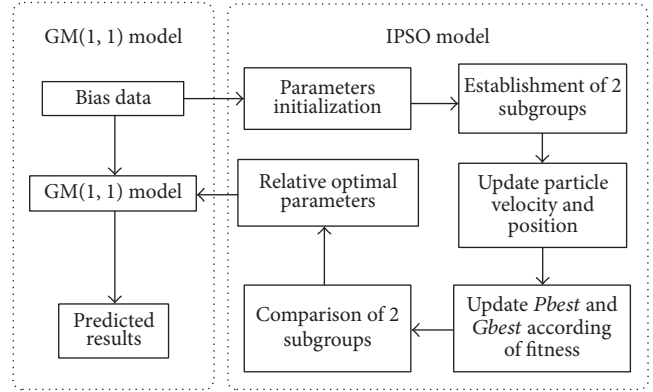 GM(1, 1) model
IPSO model
Bias data
Parameters
initialization
Establishment of 2
subgroups
GM(1, 1) model
Relative optimal
parameters
Update particle
velocity and
position
Predicted
results
Comparison of 2
subgroups
Update Pbest and
Gbest according
of fitness